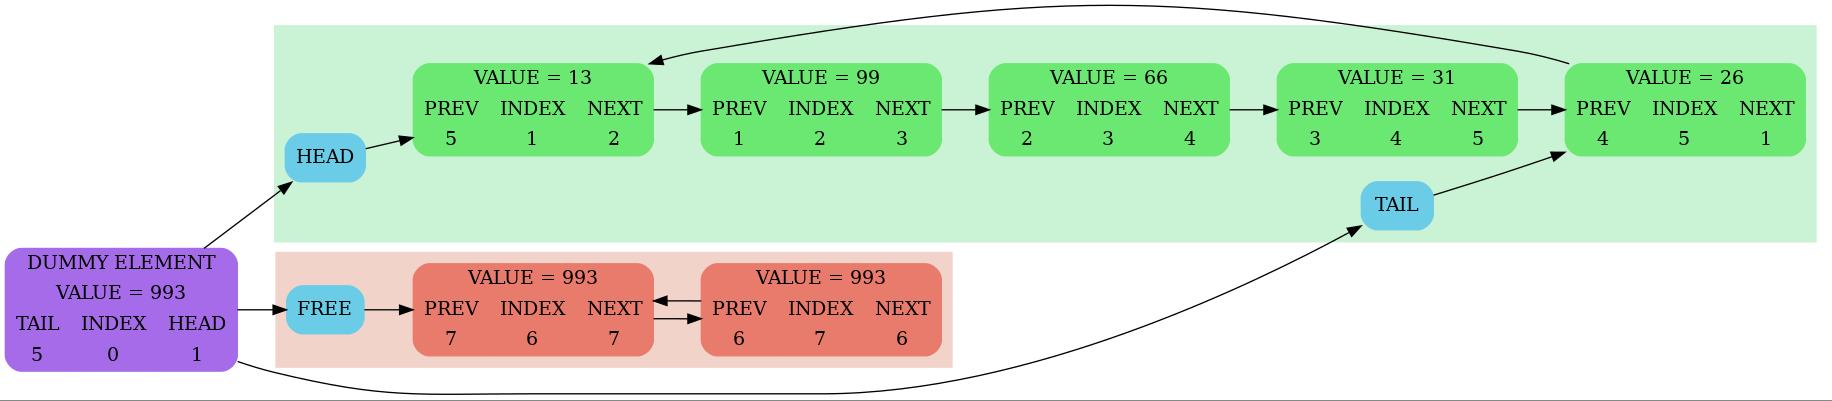 VALUE = 13
PREV INDEX NEXT
5 1 2
VALUE = 99
PREV INDEX NEXT
1 2 3
VALUE = 66
PREV INDEX NEXT
2 3 4
VALUE = 31
PREV INDEX NEXT
3 4 5
VALUE = 26
PREV INDEX NEXT
4 5 1
HEAD
TAIL
DUMMY ELEMENT
VALUE = 993
TAIL INDEX HEAD
5 0 1
FREE
VALUE = 993
PREV INDEX NEXT
7 6 7
VALUE = 993
PREV INDEX NEXT
6 7 6